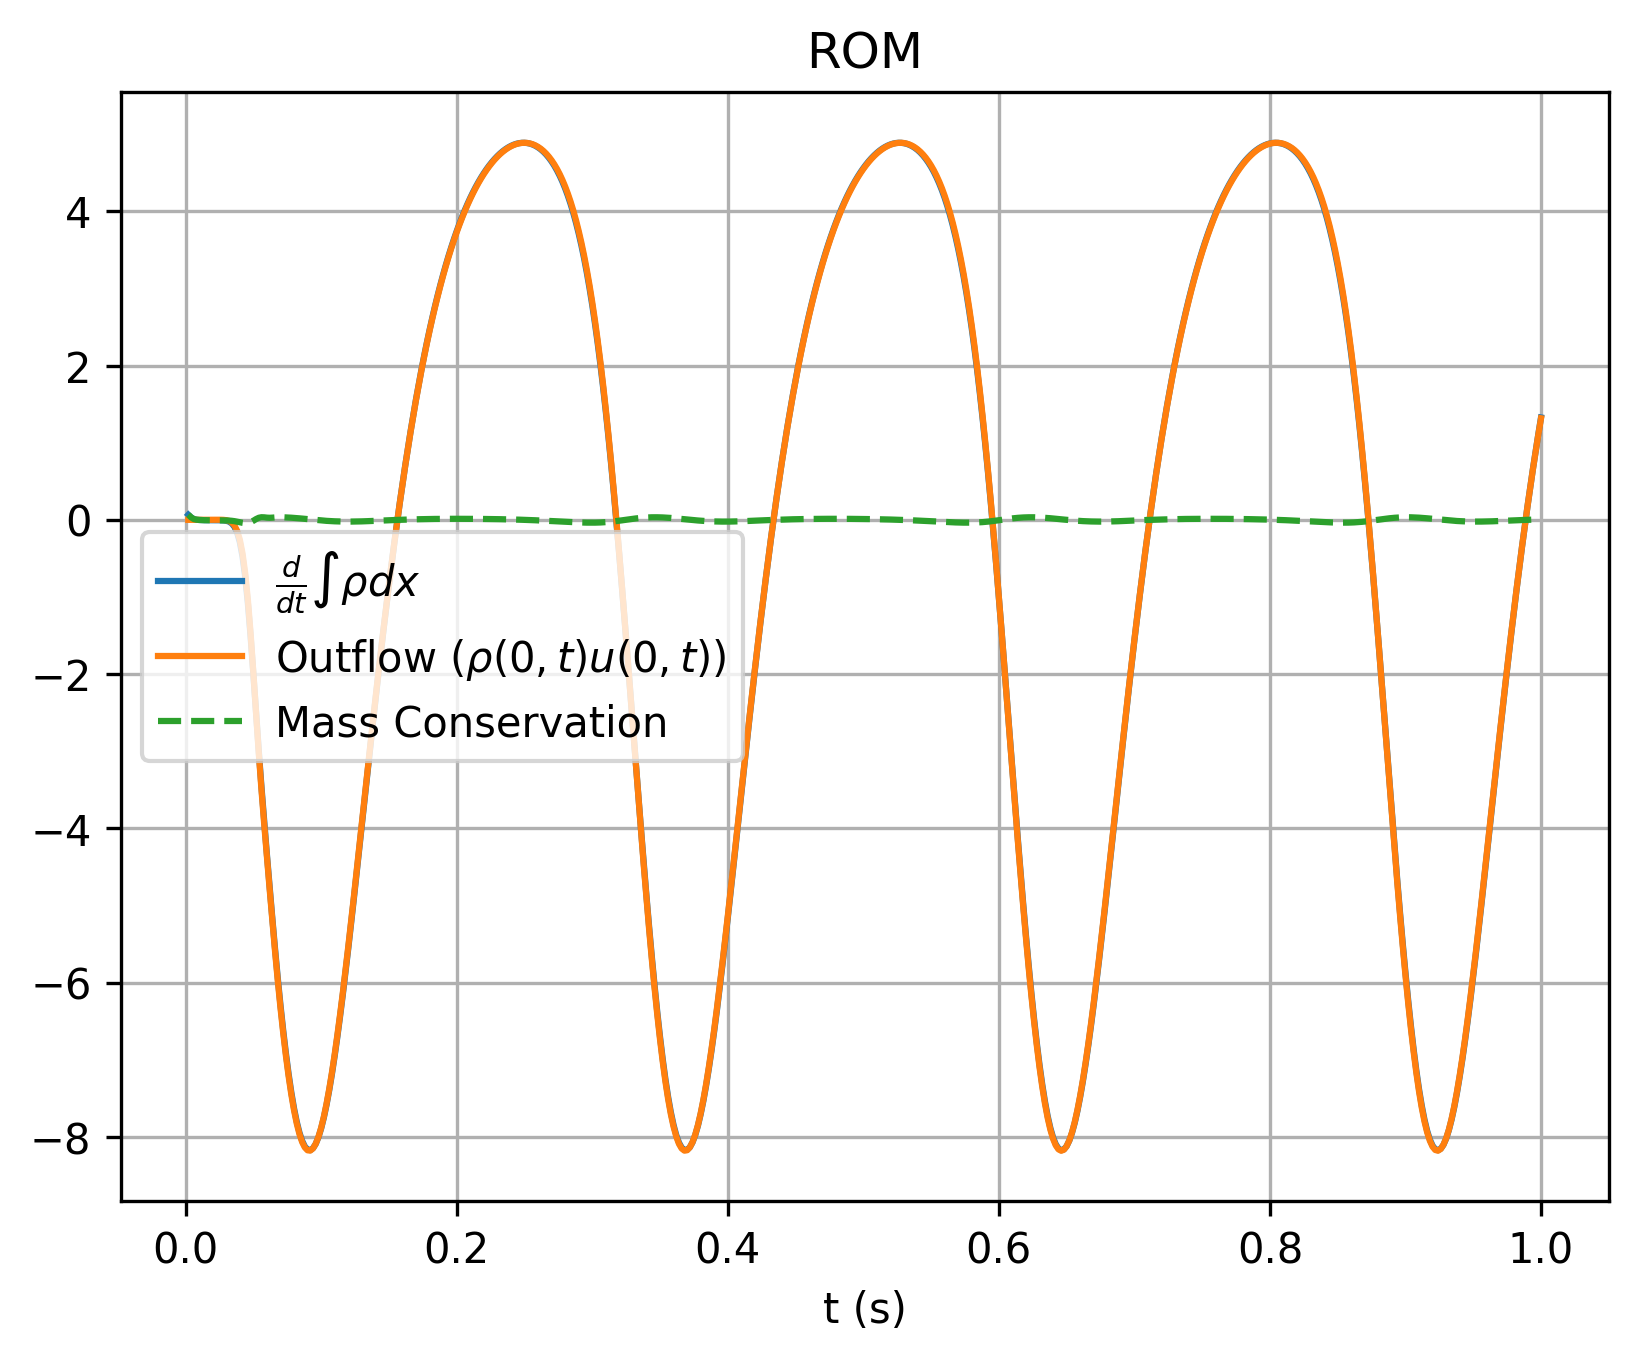 ROM
4
2
0
−2
−4
−6
−8
d/dt ∫ρdx
Outflow (ρ(0, t)u(0, t))
Mass Conservation
0.0 0.2 0.4 0.6 0.8 1.0
t (s)